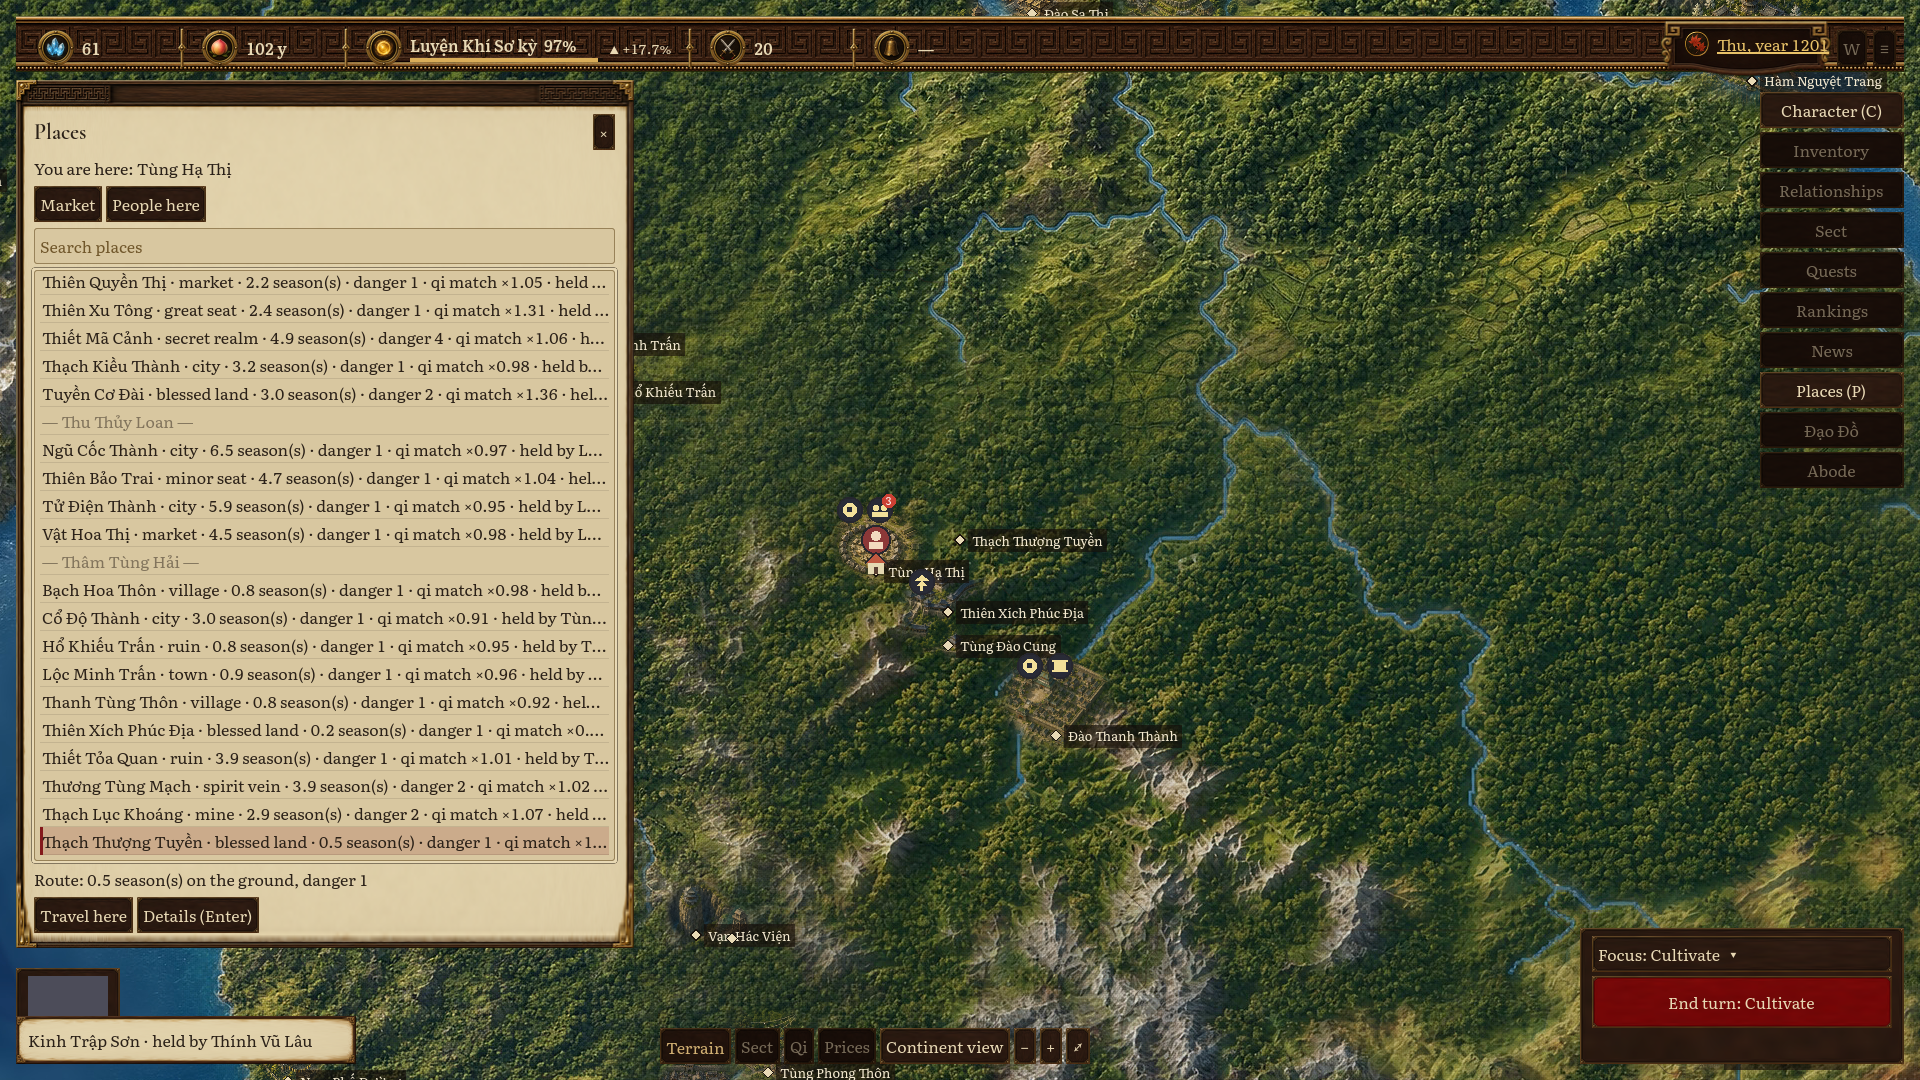 Đào Sa Thị
61
102 y
Luyện Khí Sơ kỳ 97%
▲+17.7%
20
—
Thu, year 1201
W
≡
Hàm Nguyệt Trang
Places
×
You are here: Tùng Hạ Thị
Market
People here
Search places
Thiên Quyền Thị · market · 2.2 season(s) · danger 1 · qi match ×1.05 · held ...
Thiên Xu Tông · great seat · 2.4 season(s) · danger 1 · qi match ×1.31 · held ...
Thiết Mã Cảnh · secret realm · 4.9 season(s) · danger 4 · qi match ×1.06 · h...
Thạch Kiều Thành · city · 3.2 season(s) · danger 1 · qi match ×0.98 · held b...
Tuyền Cơ Đài · blessed land · 3.0 season(s) · danger 2 · qi match ×1.36 · hel...
— Thu Thủy Loan —
Ngũ Cốc Thành · city · 6.5 season(s) · danger 1 · qi match ×0.97 · held by L...
Thiên Bảo Trai · minor seat · 4.7 season(s) · danger 1 · qi match ×1.04 · hel...
Tử Điện Thành · city · 5.9 season(s) · danger 1 · qi match ×0.95 · held by L...
Vật Hoa Thị · market · 4.5 season(s) · danger 1 · qi match ×0.98 · held by L...
— Thâm Tùng Hải —
Bạch Hoa Thôn · village · 0.8 season(s) · danger 1 · qi match ×0.98 · held b...
Cổ Độ Thành · city · 3.0 season(s) · danger 1 · qi match ×0.91 · held by Tùn...
Hổ Khiếu Trấn · ruin · 0.8 season(s) · danger 1 · qi match ×0.95 · held by T...
Lộc Minh Trấn · town · 0.9 season(s) · danger 1 · qi match ×0.96 · held by ...
Thanh Tùng Thôn · village · 0.8 season(s) · danger 1 · qi match ×0.92 · hel...
Thiên Xích Phúc Địa · blessed land · 0.2 season(s) · danger 1 · qi match ×0....
Thiết Tỏa Quan · ruin · 3.9 season(s) · danger 1 · qi match ×1.01 · held by T...
Thương Tùng Mạch · spirit vein · 3.9 season(s) · danger 2 · qi match ×1.02 ...
Thạch Lục Khoáng · mine · 2.9 season(s) · danger 2 · qi match ×1.07 · held ...
Thạch Thượng Tuyền · blessed land · 0.5 season(s) · danger 1 · qi match ×1...
Route: 0.5 season(s) on the ground, danger 1
Travel here
Details (Enter)
Kinh Trập Sơn · held by Thính Vũ Lâu
nh Trấn
ổ Khiếu Trấn
3
Thạch Thượng Tuyền
Tùng Hạ Thị
Thiên Xích Phúc Địa
Tùng Đào Cung
Đào Thanh Thành
Vạn Hác Viện
Tùng Phong Thôn
Terrain
Sect
Qi
Prices
Continent view
−
+
⤢
Character (C)
Inventory
Relationships
Sect
Quests
Rankings
News
Places (P)
Đạo Đồ
Abode
Focus: Cultivate ▾
End turn: Cultivate